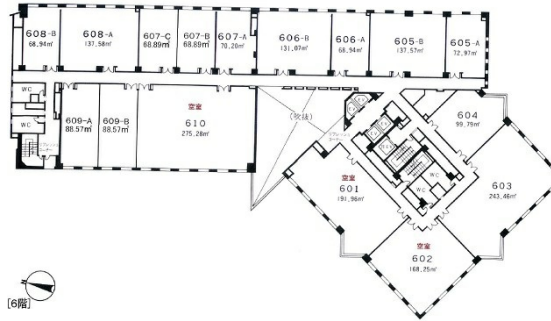 608-B
68.94㎡
608-A
137.58㎡
607-C
68.89㎡
607-B
68.89㎡
607-A
70.20㎡
606-B
131.07㎡
606-A
68.94㎡
605-B
137.57㎡
605-A
72.97㎡
WC
WC
609-A
88.57㎡
609-B
88.57㎡
空室
610
275.28㎡
(吹抜)
604
99.79㎡
603
243.46㎡
空室
601
191.96㎡
WC
WC
空室
602
168.25㎡
[6階]